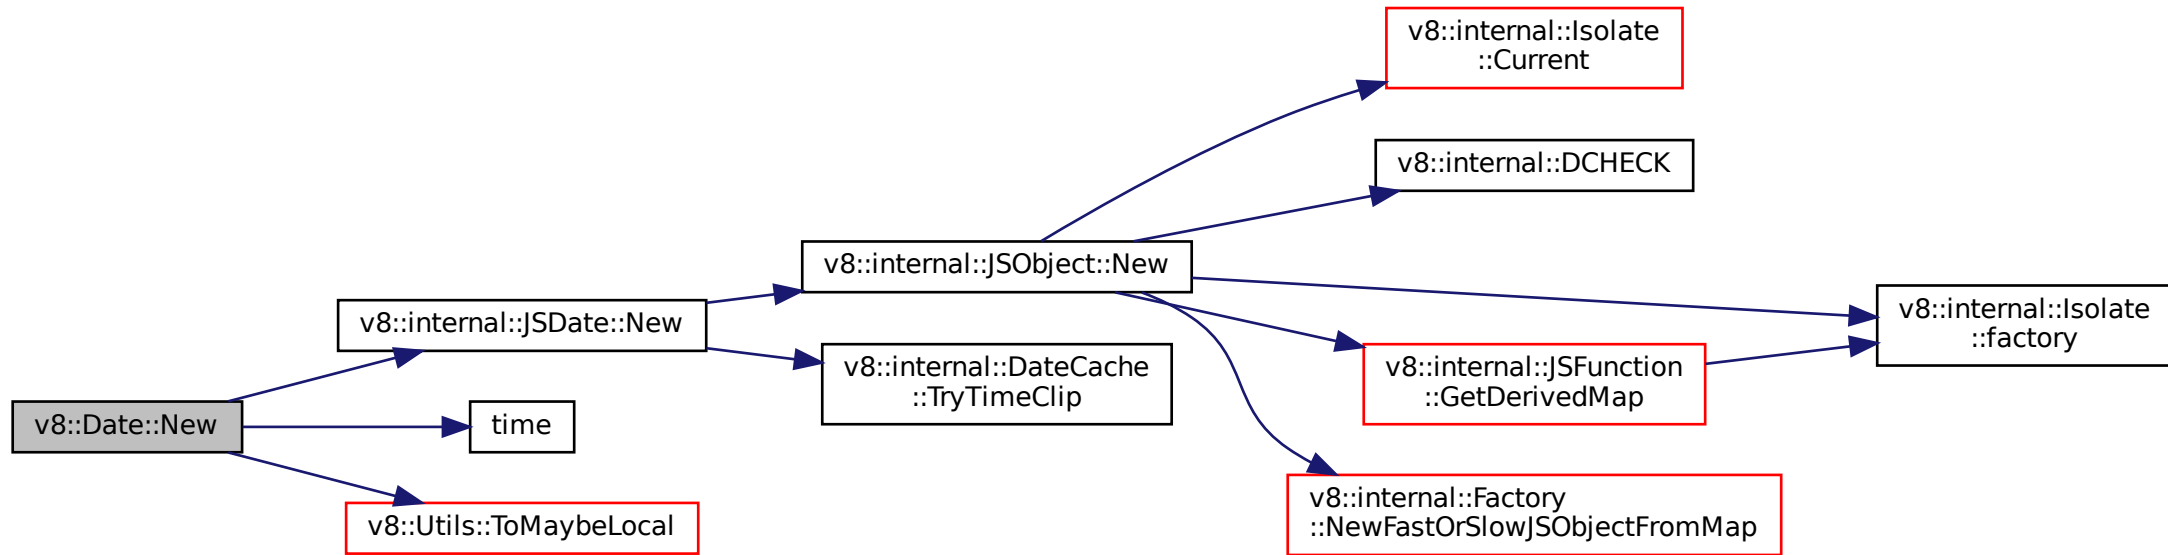 v8::Date::New
v8::internal::JSDate::New
time
v8::Utils::ToMaybeLocal
v8::internal::JSObject::New
v8::internal::DateCache
::TryTimeClip
v8::internal::Isolate
::Current
v8::internal::DCHECK
v8::internal::JSFunction
::GetDerivedMap
v8::internal::Factory
::NewFastOrSlowJSObjectFromMap
v8::internal::Isolate
::factory